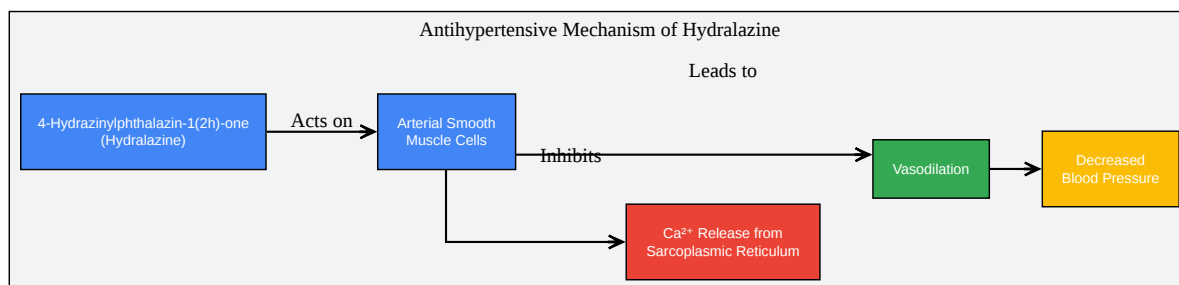 Antihypertensive Mechanism of Hydralazine
Leads to
4-Hydrazinylphthalazin-1(2h)-one
(Hydralazine)
Acts on
Arterial Smooth
Muscle Cells
Inhibits
Vasodilation
Decreased
Blood Pressure
Ca²⁺ Release from
Sarcoplasmic Reticulum